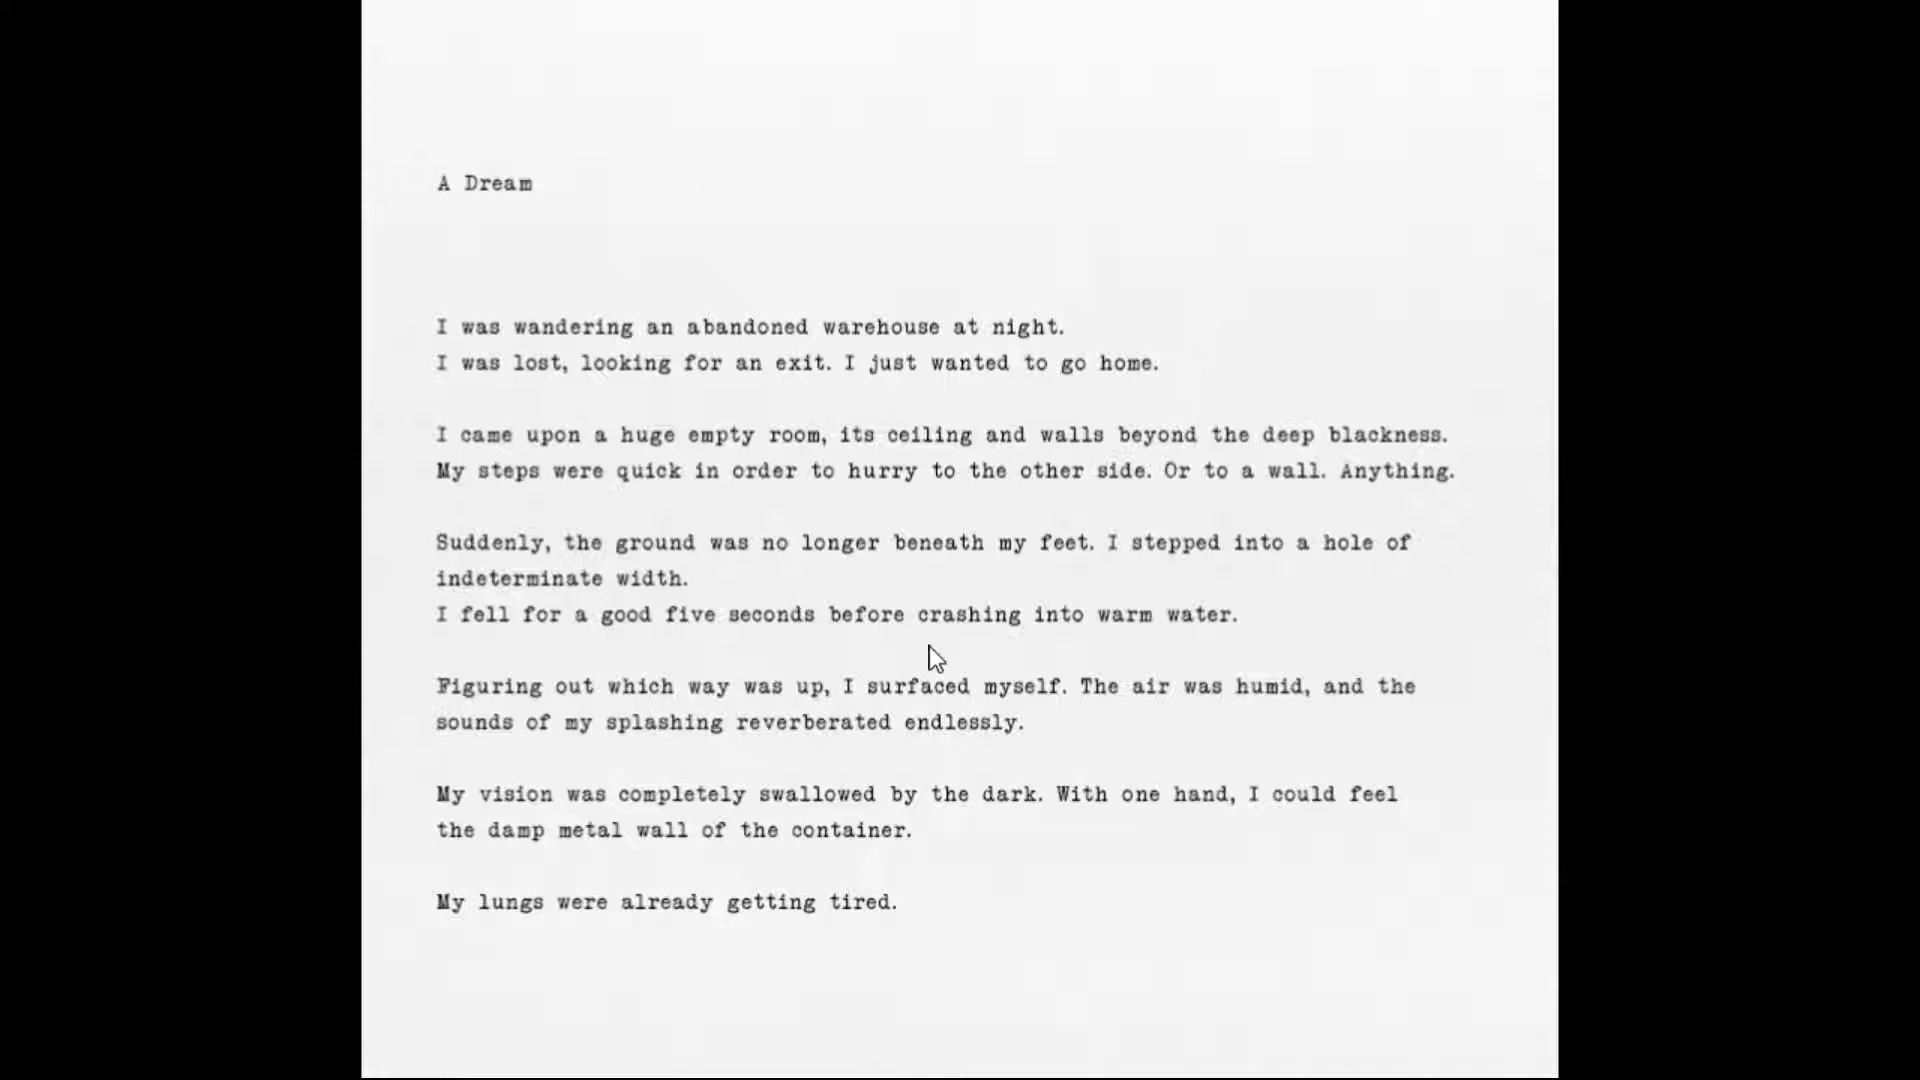 A Dream
I was wandering an abandoned warehouse at night.
I was lost, looking for an exit. I just wanted to go home.
I came upon a huge empty room, its ceiling and walls beyond the deep blackness.
My steps were quick in order to hurry to the other side. Or to a wall. Anything.
Suddenly, the ground was no longer beneath my feet. I stepped into a hole of
indeterminate width.
I fell for a good five seconds before crashing into warm water.
Figuring out which way was up, I surfaced myself. The air was humid, and the
sounds of my splashing reverberated endlessly.
My vision was completely swallowed by the dark. With one hand, I could feel
the damp metal wall of the container.
My lungs were already getting tired.